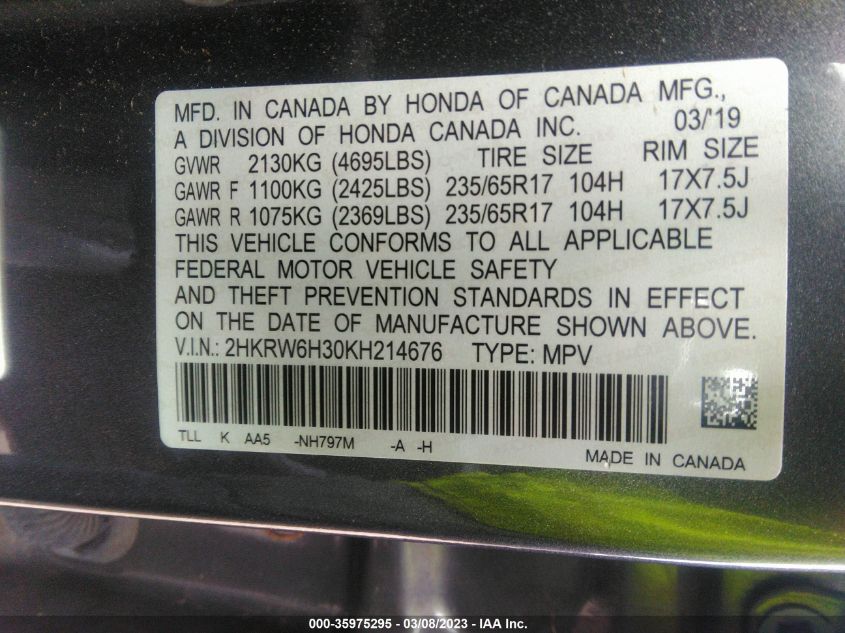 MFD. IN CANADA BY HONDA OF CANADA MFG.,
A DIVISION OF HONDA CANADA INC. 03/'19
GVWR 2130KG (4695LBS) TIRE SIZE RIM SIZE
GAWR F 1100KG (2425LBS) 235/65R17 104H 17X7.5J
GAWR R 1075KG (2369LBS) 235/65R17 104H 17X7.5J
THIS VEHICLE CONFORMS TO ALL APPLICABLE
FEDERAL MOTOR VEHICLE SAFETY
AND THEFT PREVENTION STANDARDS IN EFFECT
ON THE DATE OF MANUFACTURE SHOWN ABOVE.
V.I.N.: 2HKRW6H30KH214676 TYPE: MPV
TLL K AA5 -NH797M -A -H
MADE IN CANADA
000-35975295 - 03/08/2023 - IAA Inc.